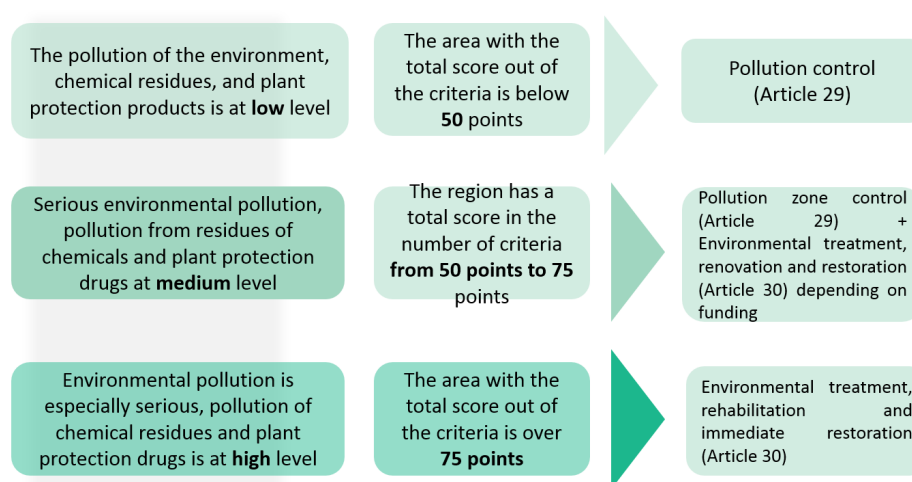 The pollution of the environment,
chemical residues, and plant
protection products is at low level
The area with the
total score out of
the criteria is below
50 points
Pollution control
(Article 29)
Serious environmental pollution,
pollution from residues of
chemicals and plant protection
drugs at medium level
The region has a
total score in the
number of criteria
from 50 points to 75
points
Pollution zone control
(Article 29) +
Environmental treatment,
renovation and restoration
(Article 30) depending on
funding
Environmental pollution is
especially serious, pollution of
chemical residues and plant
protection drugs is at high level
The area with the
total score out of
the criteria is over
75 points
Environmental treatment,
rehabilitation and
immediate restoration
(Article 30)